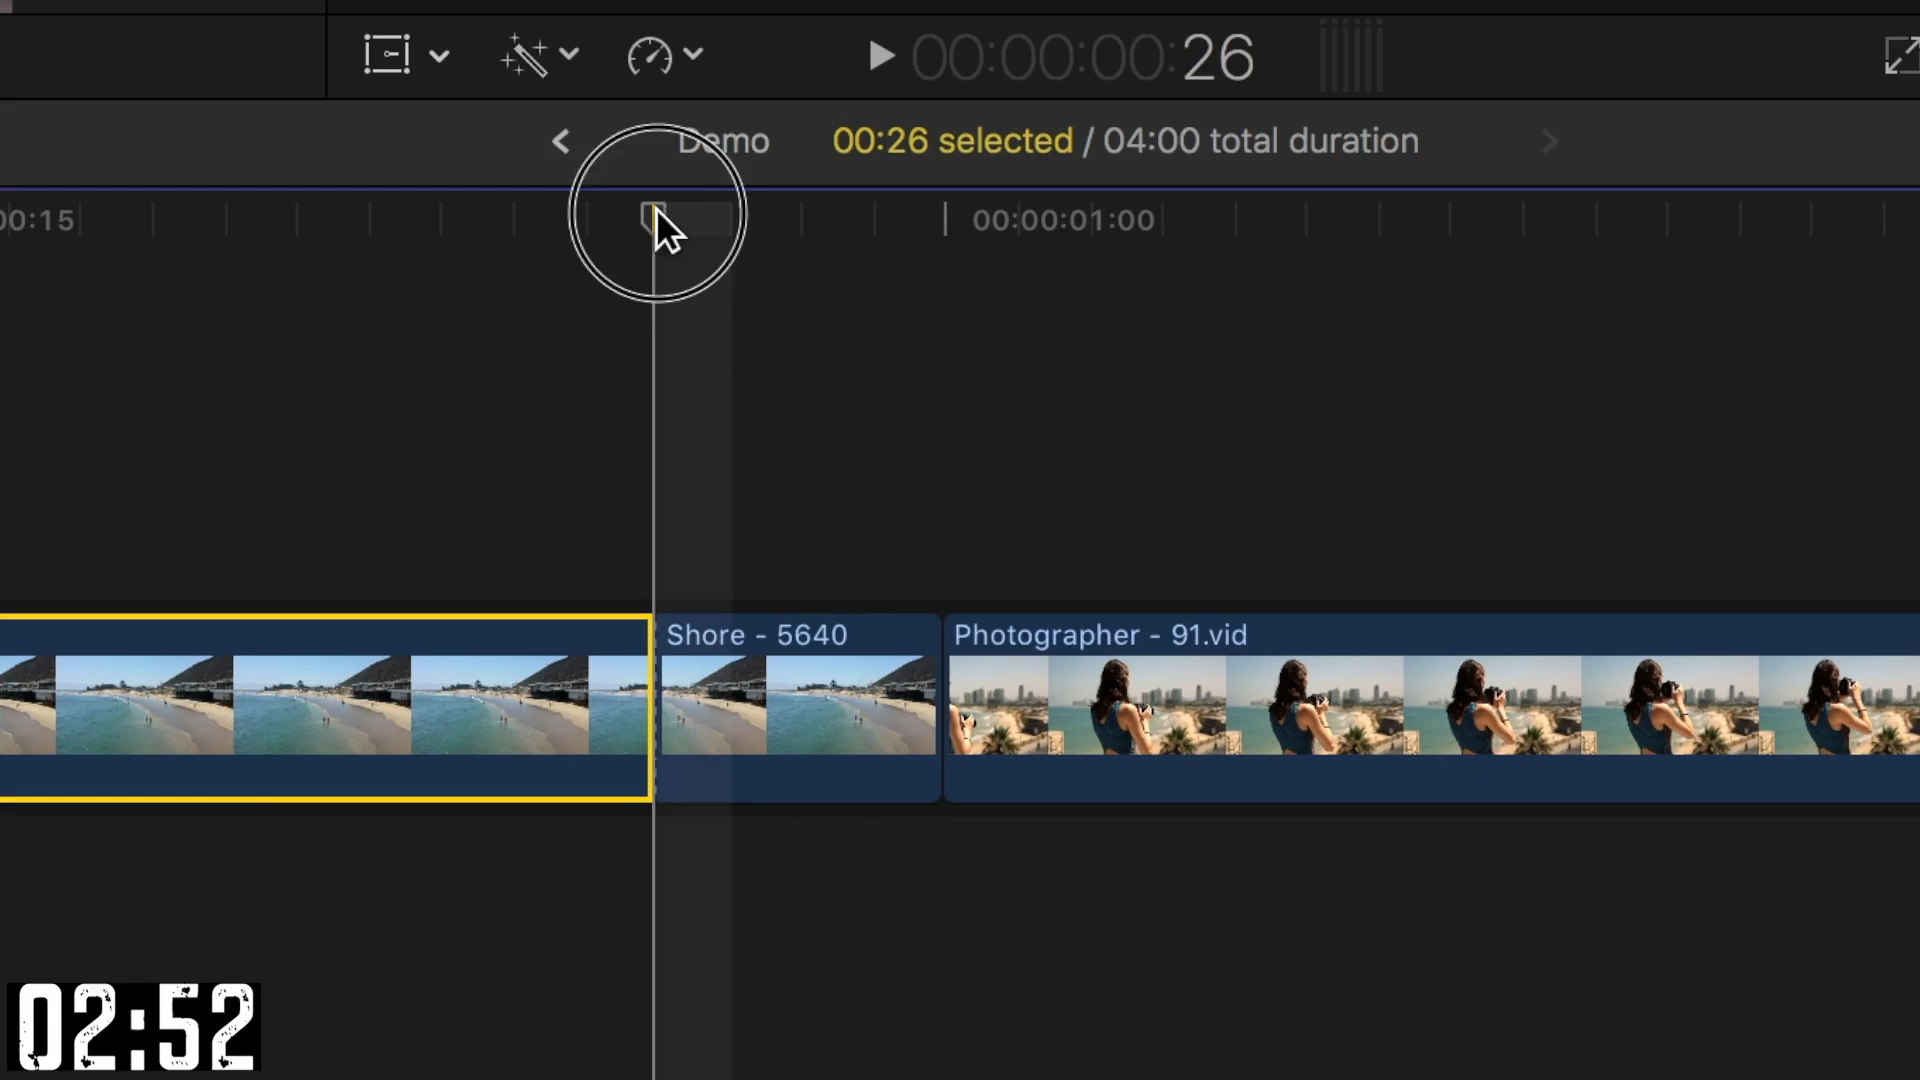 00:00:00:26
Demo 00:26 selected / 04:00 total duration
00:15 00:00:01:00
Shore - 5640 Photographer - 91.vid
02:52